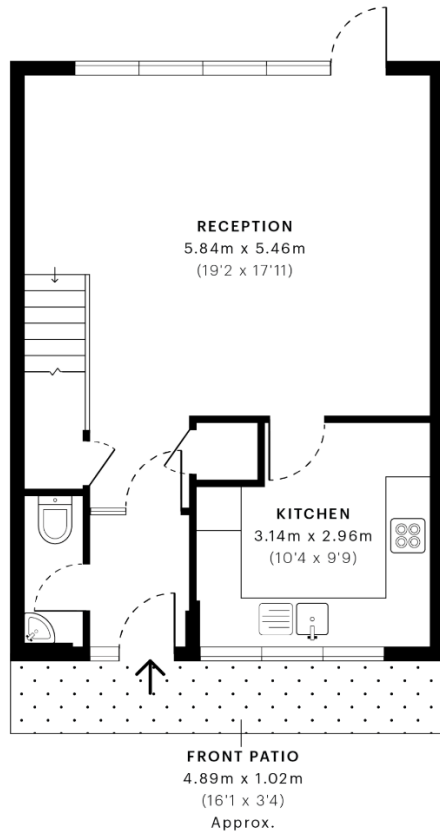 RECEPTION
5.84m x 5.46m
(19'2 x 17'11)
KITCHEN
3.14m x 2.96m
(10'4 x 9'9)
FRONT PATIO
4.89m x 1.02m
(16'1 x 3'4)
Approx.